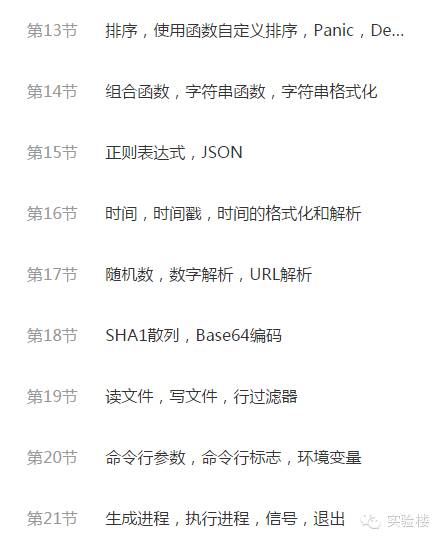 第13节 排序，使用函数自定义排序，Panic，De...
第14节 组合函数，字符串函数，字符串格式化
第15节 正则表达式，JSON
第16节 时间，时间戳，时间的格式化和解析
第17节 随机数，数字解析，URL解析
第18节 SHA1散列，Base64编码
第19节 读文件，写文件，行过滤器
第20节 命令行参数，命令行标志，环境变量
第21节 生成进程，执行进程，信号，退出
实验楼